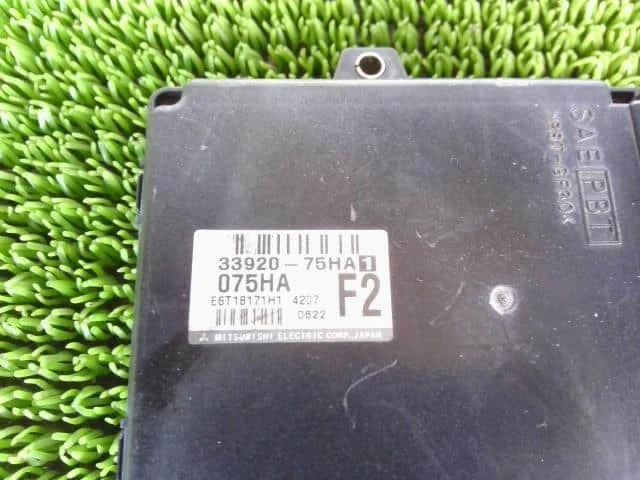 33920-75HA1
075HA
E6T18171H1 4207
F2
0622
MITSUBISHI ELECTRIC CORP. JAPAN
SAE PBT